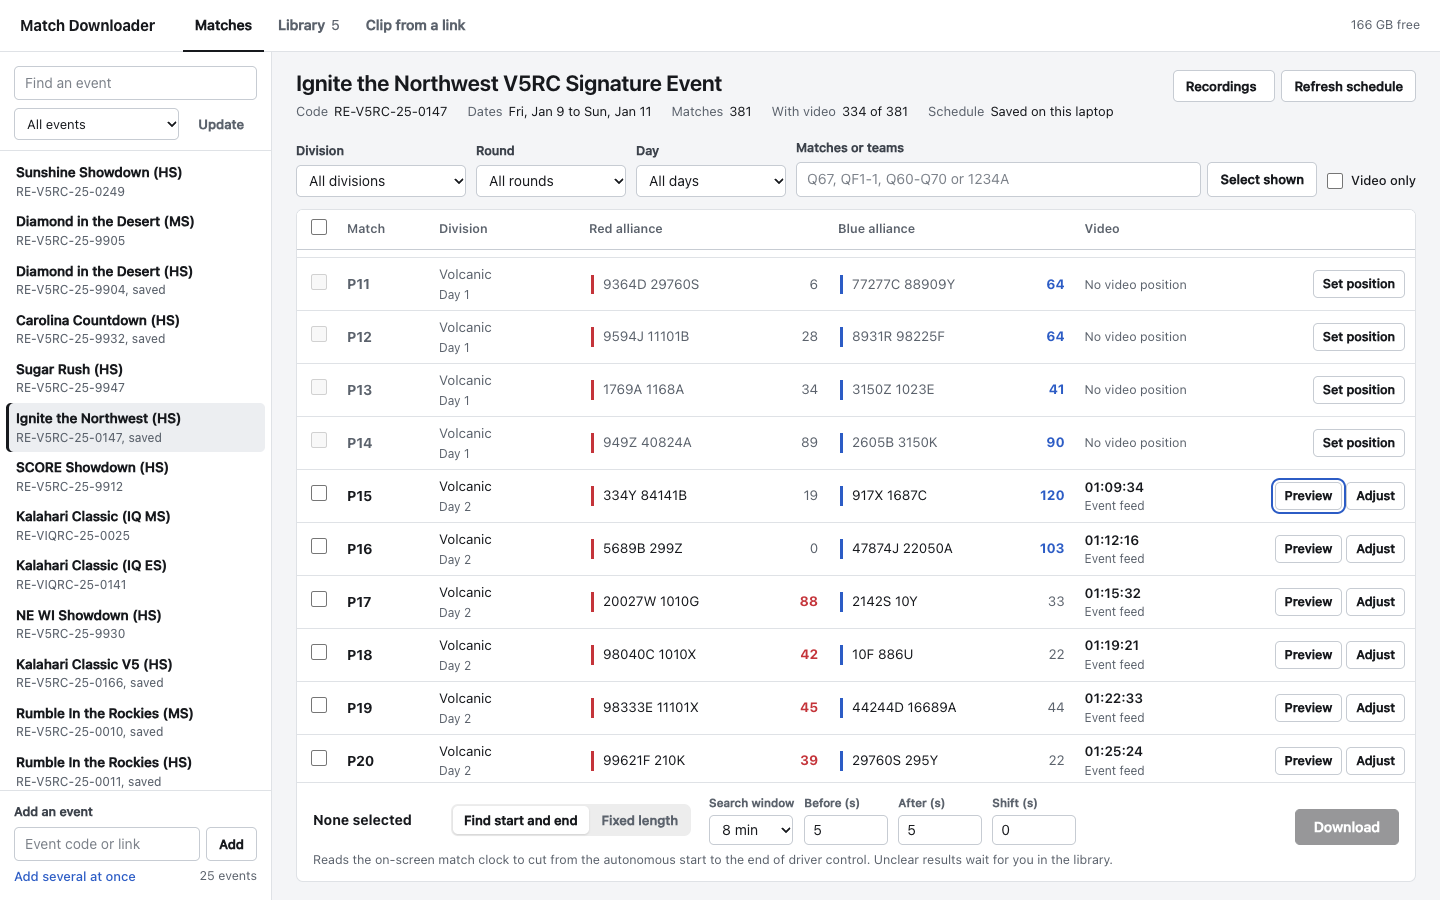 Match Downloader
Matches
Library 5
Clip from a link
166 GB free
Find an event
All events
Update
Sunshine Showdown (HS)
RE-V5RC-25-0249
Diamond in the Desert (MS)
RE-V5RC-25-9905
Diamond in the Desert (HS)
RE-V5RC-25-9904, saved
Carolina Countdown (HS)
RE-V5RC-25-9932, saved
Sugar Rush (HS)
RE-V5RC-25-9947
Ignite the Northwest (HS)
RE-V5RC-25-0147, saved
SCORE Showdown (HS)
RE-V5RC-25-9912
Kalahari Classic (IQ MS)
RE-VIQRC-25-0025
Kalahari Classic (IQ ES)
RE-VIQRC-25-0141
NE WI Showdown (HS)
RE-V5RC-25-9930
Kalahari Classic V5 (HS)
RE-V5RC-25-0166, saved
Rumble In the Rockies (MS)
RE-V5RC-25-0010, saved
Rumble In the Rockies (HS)
RE-V5RC-25-0011, saved
Add an event
Event code or link
Add
Add several at once
25 events
Ignite the Northwest V5RC Signature Event
Code RE-V5RC-25-0147 Dates Fri, Jan 9 to Sun, Jan 11 Matches 381 With video 334 of 381 Schedule Saved on this laptop
Recordings
Refresh schedule
Division
All divisions
Round
All rounds
Day
All days
Matches or teams
Q67, QF1-1, Q60-Q70 or 1234A
Select shown
Video only
Match Division Red alliance Blue alliance Video
P11 Volcanic Day 1 9364D 29760S 6 77277C 88909Y 64 No video position Set position
P12 Volcanic Day 1 9594J 11101B 28 8931R 98225F 64 No video position Set position
P13 Volcanic Day 1 1769A 1168A 34 3150Z 1023E 41 No video position Set position
P14 Volcanic Day 1 949Z 40824A 89 2605B 3150K 90 No video position Set position
P15 Volcanic Day 2 334Y 84141B 19 917X 1687C 120 01:09:34 Event feed Preview Adjust
P16 Volcanic Day 2 5689B 299Z 0 47874J 22050A 103 01:12:16 Event feed Preview Adjust
P17 Volcanic Day 2 20027W 1010G 88 2142S 10Y 33 01:15:32 Event feed Preview Adjust
P18 Volcanic Day 2 98040C 1010X 42 10F 886U 22 01:19:21 Event feed Preview Adjust
P19 Volcanic Day 2 98333E 11101X 45 44244D 16689A 44 01:22:33 Event feed Preview Adjust
P20 Volcanic Day 2 99621F 210K 39 29760S 295Y 22 01:25:24 Event feed Preview Adjust
None selected
Find start and end
Fixed length
Search window
8 min
Before (s)
5
After (s)
5
Shift (s)
0
Download
Reads the on-screen match clock to cut from the autonomous start to the end of driver control. Unclear results wait for you in the library.